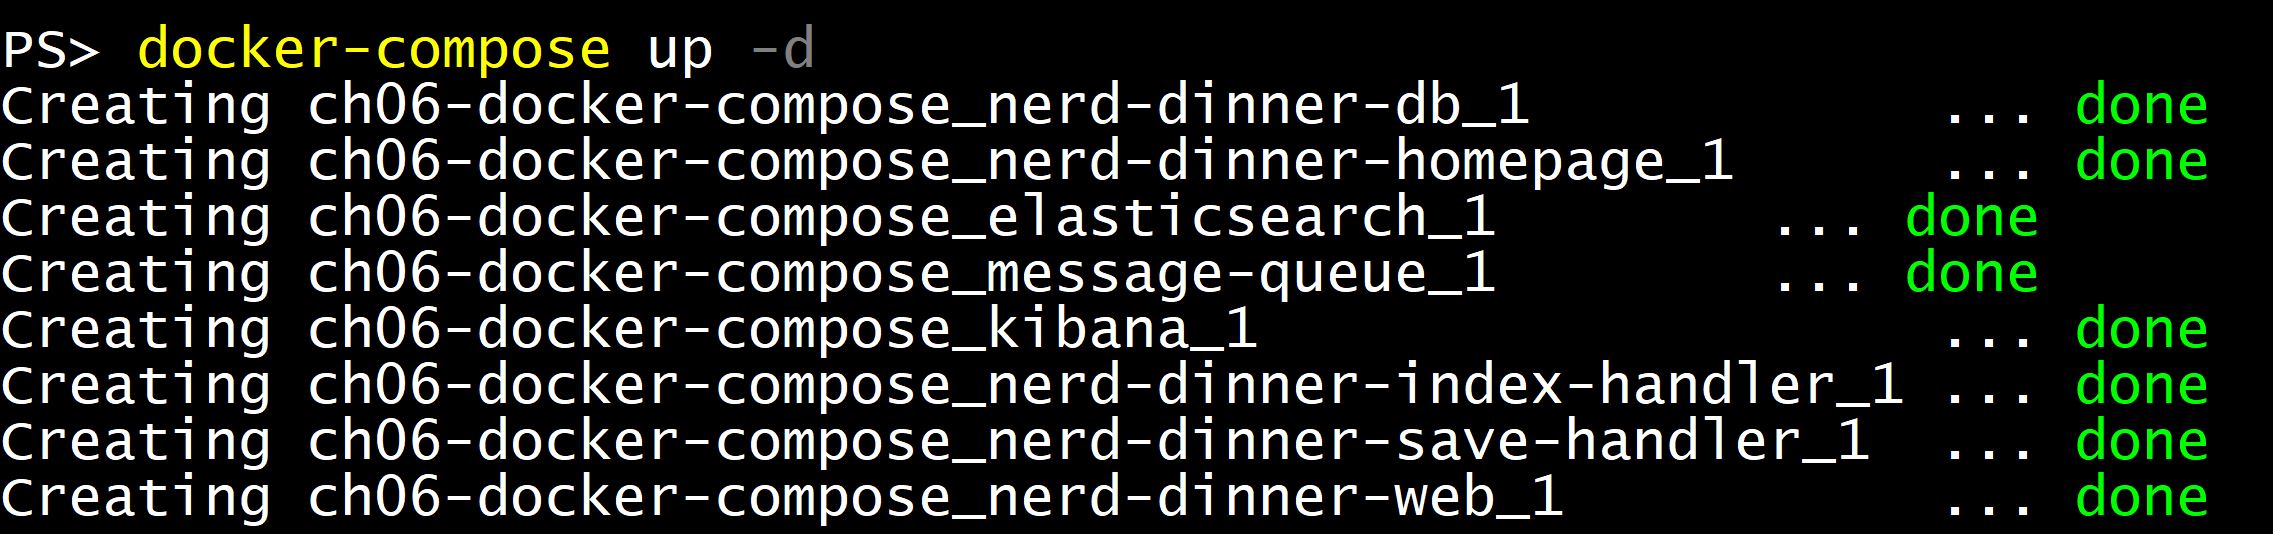 PS> docker-compose up -d
Creating ch06-docker-compose_nerd-dinner-db_1 ... done
Creating ch06-docker-compose_nerd-dinner-homepage_1 ... done
Creating ch06-docker-compose_elasticsearch_1 ... done
Creating ch06-docker-compose_message-queue_1 ... done
Creating ch06-docker-compose_kibana_1 ... done
Creating ch06-docker-compose_nerd-dinner-index-handler_1 ... done
Creating ch06-docker-compose_nerd-dinner-save-handler_1 ... done
Creating ch06-docker-compose_nerd-dinner-web_1 ... done